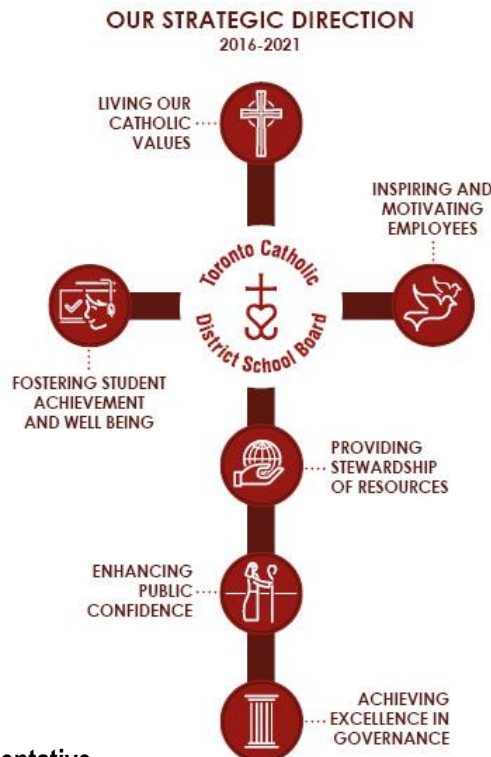 OUR STRATEGIC DIRECTION
2016-2021
LIVING OUR
CATHOLIC
VALUES
INSPIRING AND
MOTIVATING
EMPLOYEES
Toronto Catholic
District School Board
FOSTERING STUDENT
ACHIEVEMENT
AND WELL BEING
PROVIDING
STEWARDSHIP
OF RESOURCES
ENHANCING
PUBLIC
CONFIDENCE
ACHIEVING
EXCELLENCE IN
GOVERNANCE